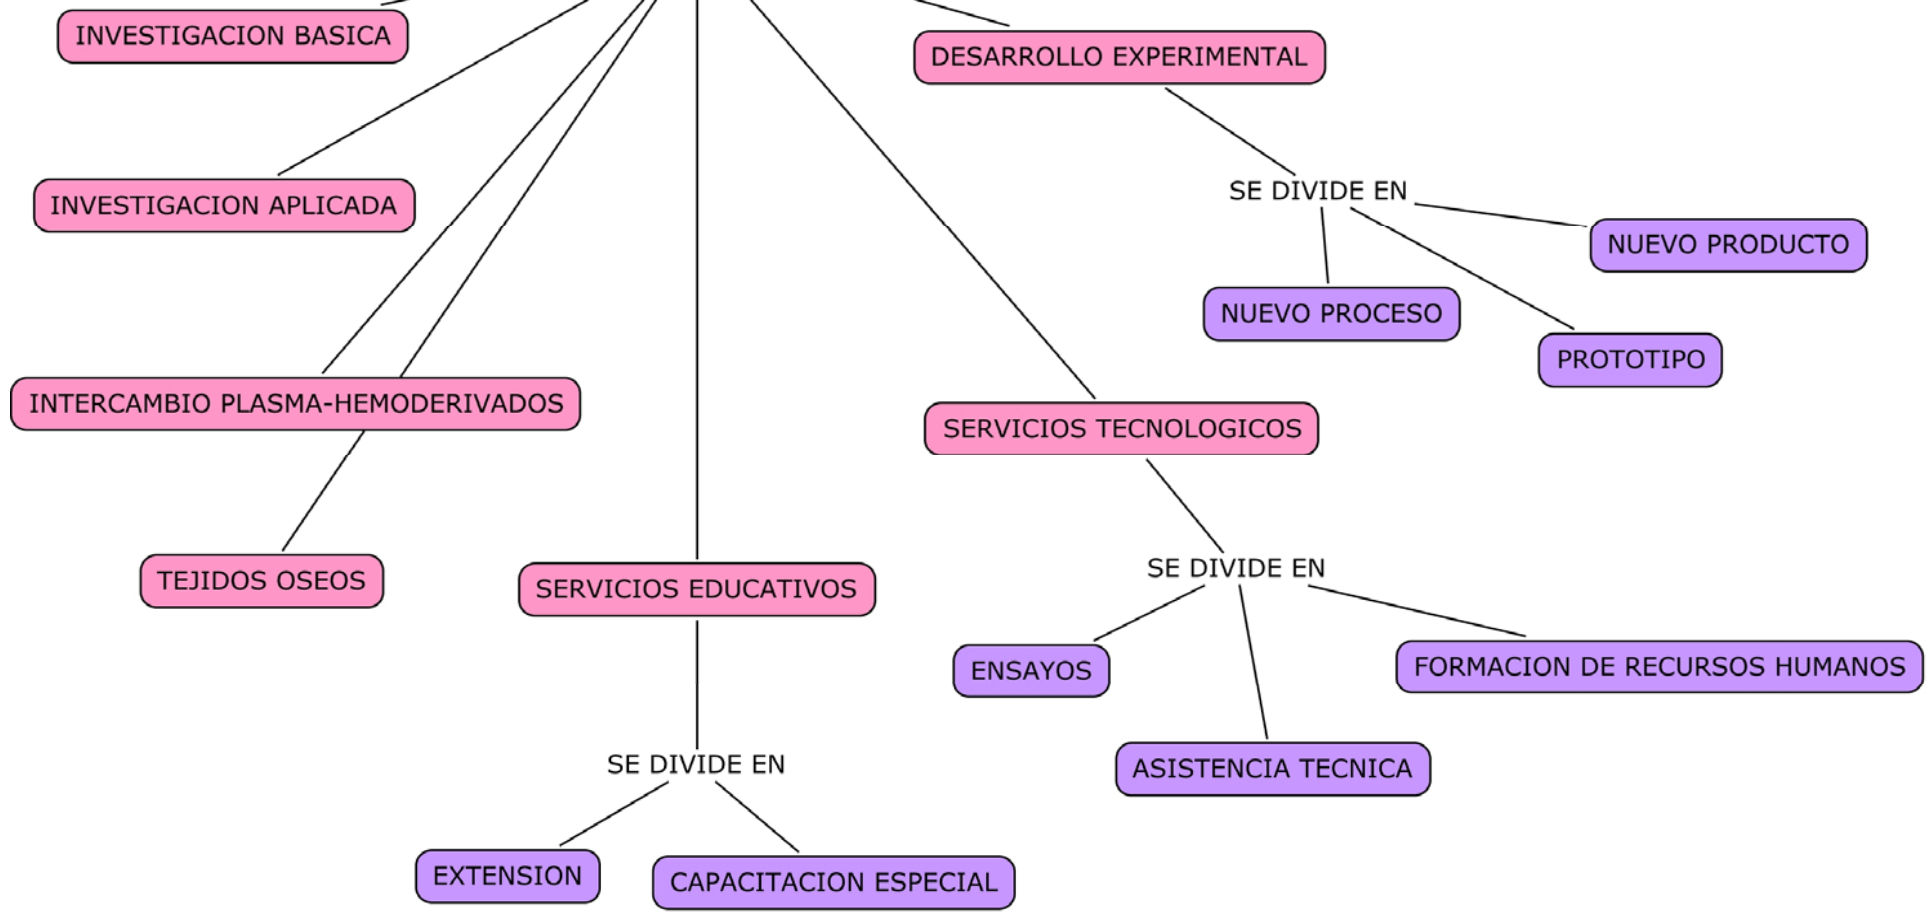 INVESTIGACION BASICA
DESARROLLO EXPERIMENTAL
SE DIVIDE EN
INVESTIGACION APLICADA
NUEVO PRODUCTO
NUEVO PROCESO
PROTOTIPO
INTERCAMBIO PLASMA-HEMODERIVADOS
SERVICIOS TECNOLOGICOS
SE DIVIDE EN
TEJIDOS OSEOS
SERVICIOS EDUCATIVOS
ENSAYOS
FORMACION DE RECURSOS HUMANOS
ASISTENCIA TECNICA
SE DIVIDE EN
EXTENSION
CAPACITACION ESPECIAL